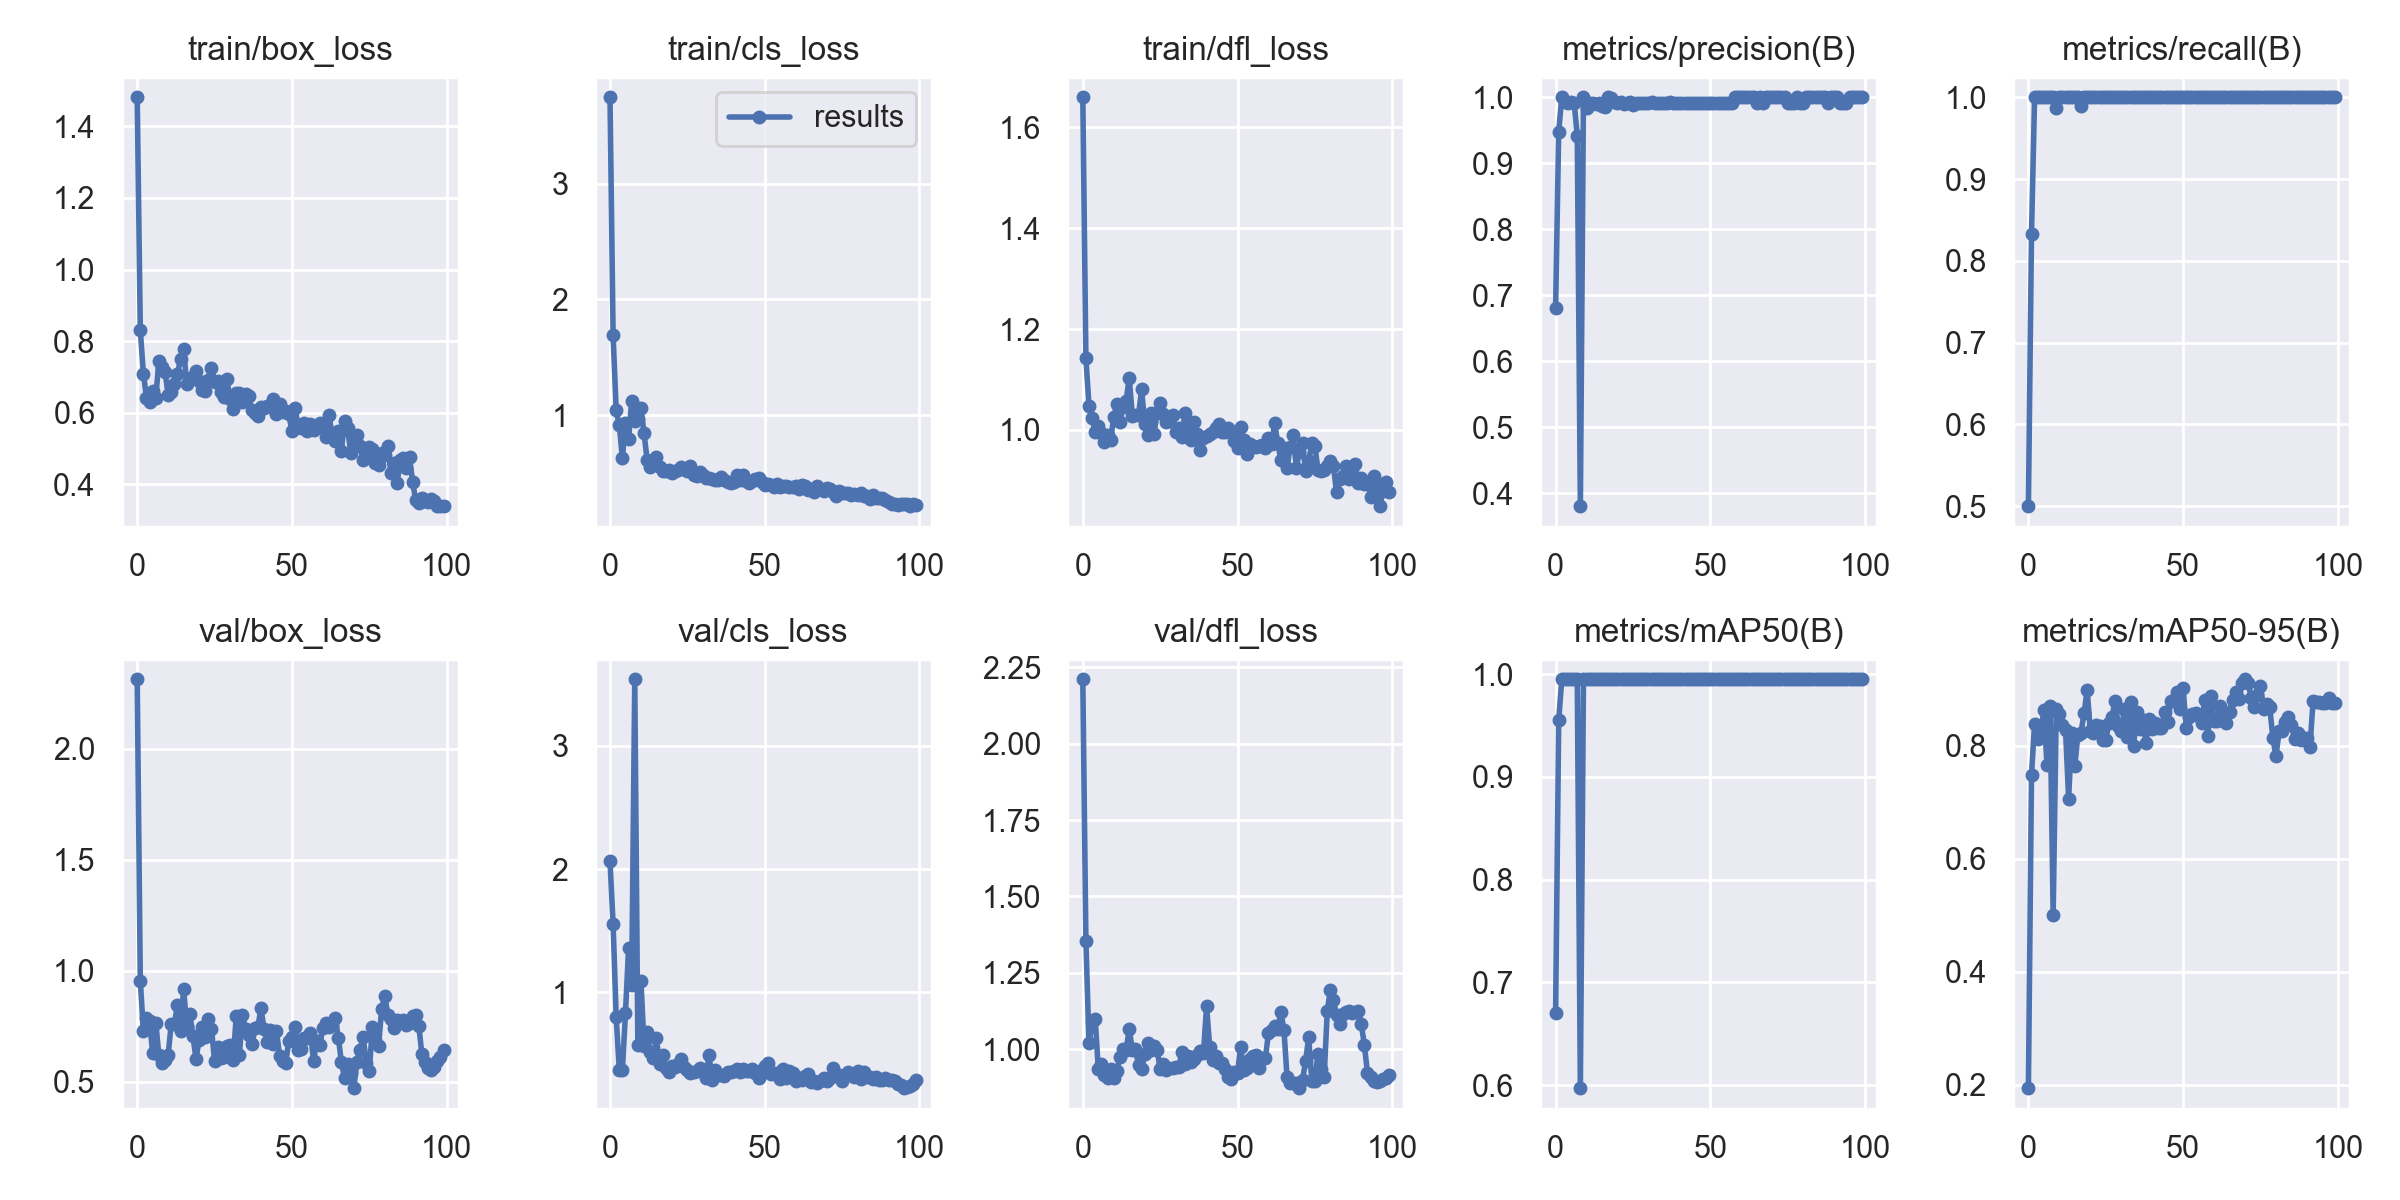 train/box_loss
1.4
1.2
1.0
0.8
0.6
0.4
0 50 100
train/cls_loss
results
3
2
1
0 50 100
train/dfl_loss
1.6
1.4
1.2
1.0
0 50 100
metrics/precision(B)
1.0
0.9
0.8
0.7
0.6
0.5
0.4
0 50 100
metrics/recall(B)
1.0
0.9
0.8
0.7
0.6
0.5
0 50 100
val/box_loss
2.0
1.5
1.0
0.5
0 50 100
val/cls_loss
3
2
1
0 50 100
val/dfl_loss
2.25
2.00
1.75
1.50
1.25
1.00
0 50 100
metrics/mAP50(B)
1.0
0.9
0.8
0.7
0.6
0 50 100
metrics/mAP50-95(B)
0.8
0.6
0.4
0.2
0 50 100